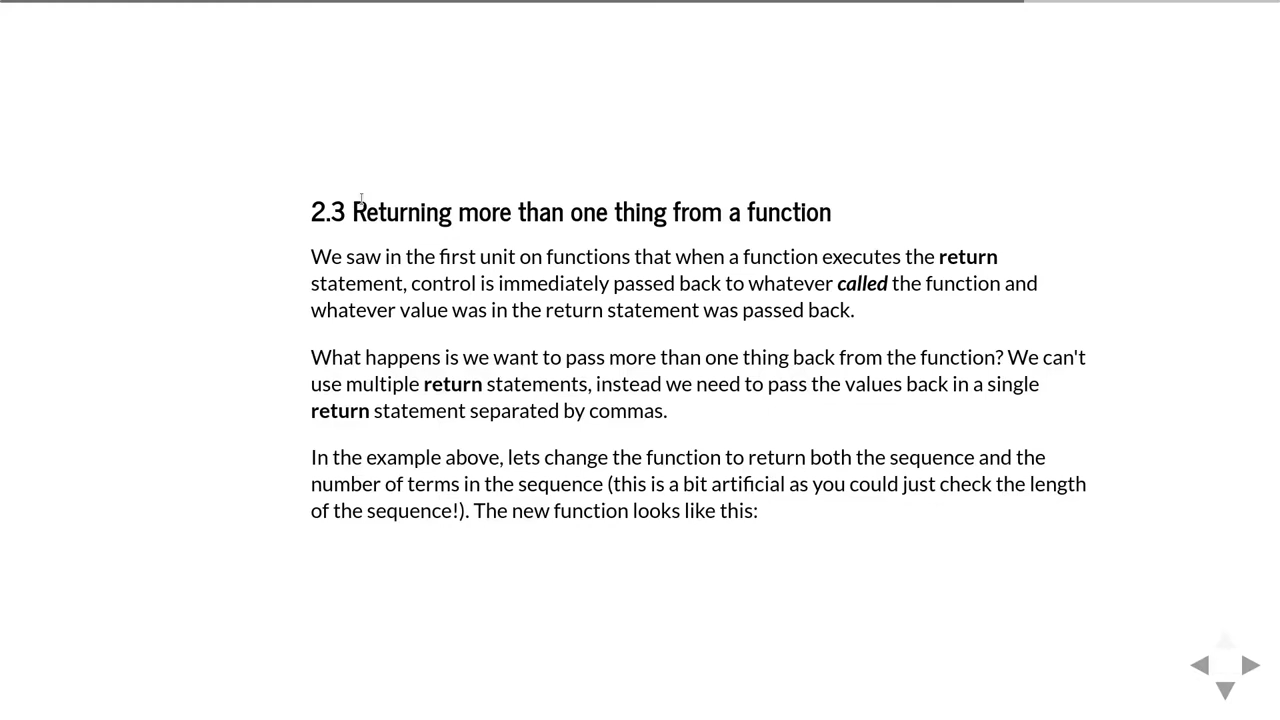 2.3 Returning more than one thing from a function
We saw in the first unit on functions that when a function executes the return
statement, control is immediately passed back to whatever called the function and
whatever value was in the return statement was passed back.
What happens is we want to pass more than one thing back from the function? We can't
use multiple return statements, instead we need to pass the values back in a single
return statement separated by commas.
In the example above, lets change the function to return both the sequence and the
number of terms in the sequence (this is a bit artificial as you could just check the length
of the sequence!). The new function looks like this: